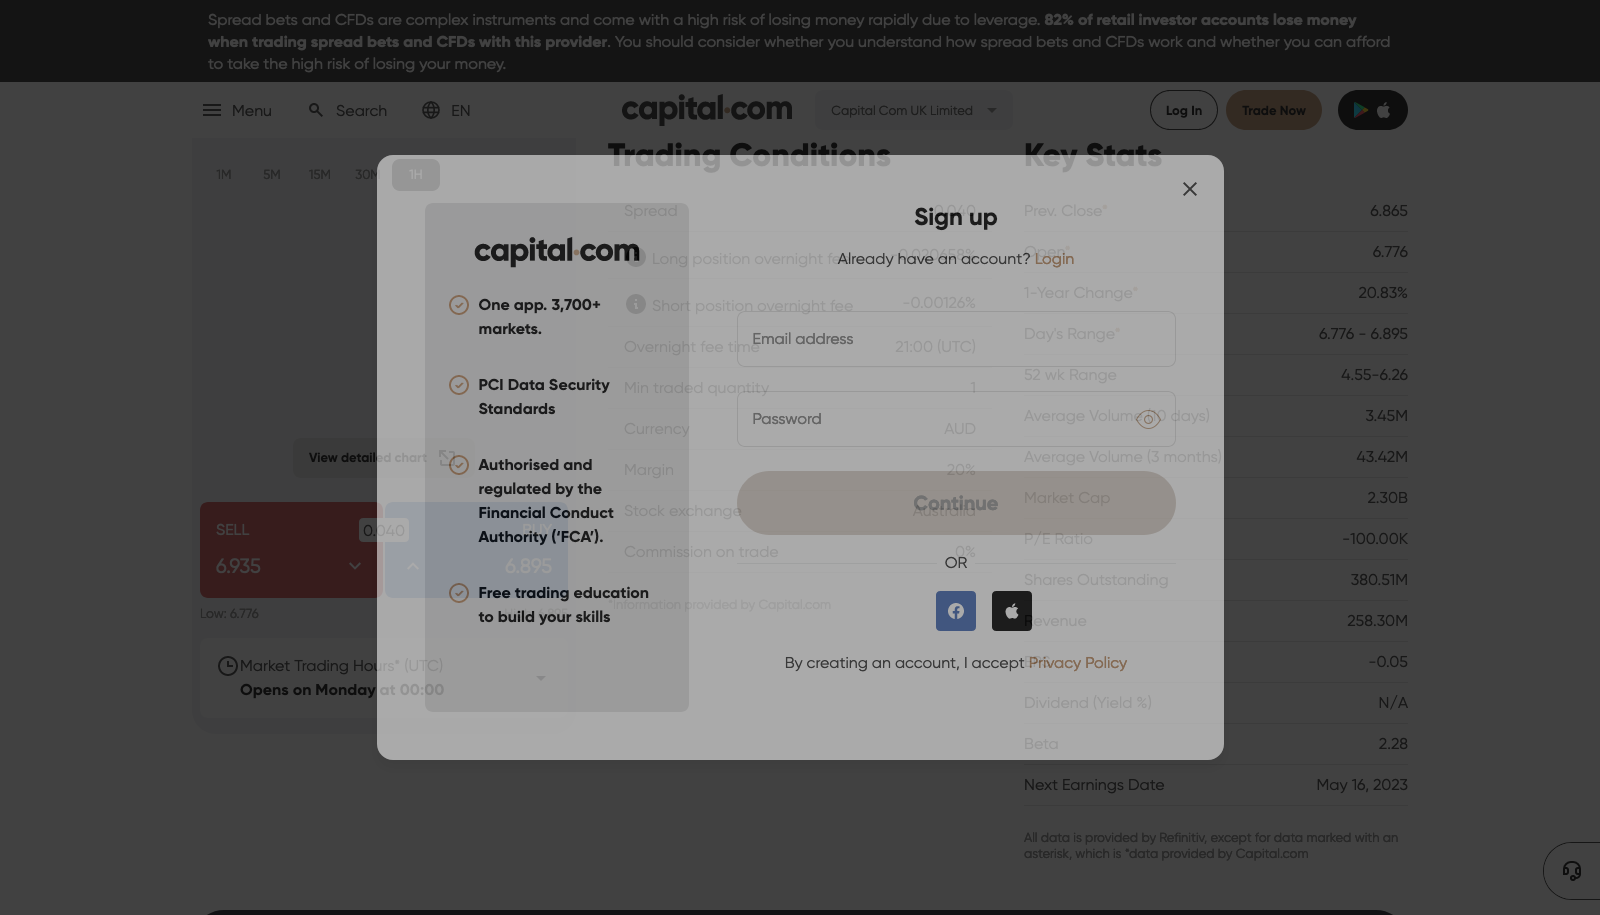 Spread bets and CFDs are complex instruments and come with a high risk of losing money rapidly due to leverage. 82% of retail investor accounts lose money
when trading spread bets and CFDs with this provider. You should consider whether you understand how spread bets and CFDs work and whether you can afford
to take the high risk of losing your money.
Menu
Search
EN
capital.com
Capital Com UK Limited
Log In
Trade Now
1M 5M 15M 30M 1H
View detailed chart
SELL
6.935
0.040
BUY
6.895
Low: 6.776
Market Trading Hours* (UTC)
Opens on Monday at 00:00
Trading Conditions
Spread 0.040
Long position overnight fee
Short position overnight fee -0.00126%
Overnight fee time 21:00 (UTC)
Min traded quantity 1
Currency AUD
Margin 20%
Stock exchange Australia
Commission on trade 0%
*Information provided by Capital.com
Key Stats
Prev. Close* 6.865
Open* 6.776
1-Year Change* 20.83%
Day's Range* 6.776 - 6.895
52 wk Range 4.55-6.26
Average Volume (10 days) 3.45M
Average Volume (3 months) 43.42M
Market Cap 2.30B
P/E Ratio -100.00K
Shares Outstanding 380.51M
Revenue 258.30M
-0.05
Dividend (Yield %) N/A
Beta 2.28
Next Earnings Date May 16, 2023
All data is provided by Refinitiv, except for data marked with an
asterisk, which is *data provided by Capital.com
capital.com
One app. 3,700+
markets.
PCI Data Security
Standards
Authorised and
regulated by the
Financial Conduct
Authority (‘FCA’).
Free trading education
to build your skills
Sign up
Already have an account? Login
Email address
Password
Continue
OR
By creating an account, I accept Privacy Policy